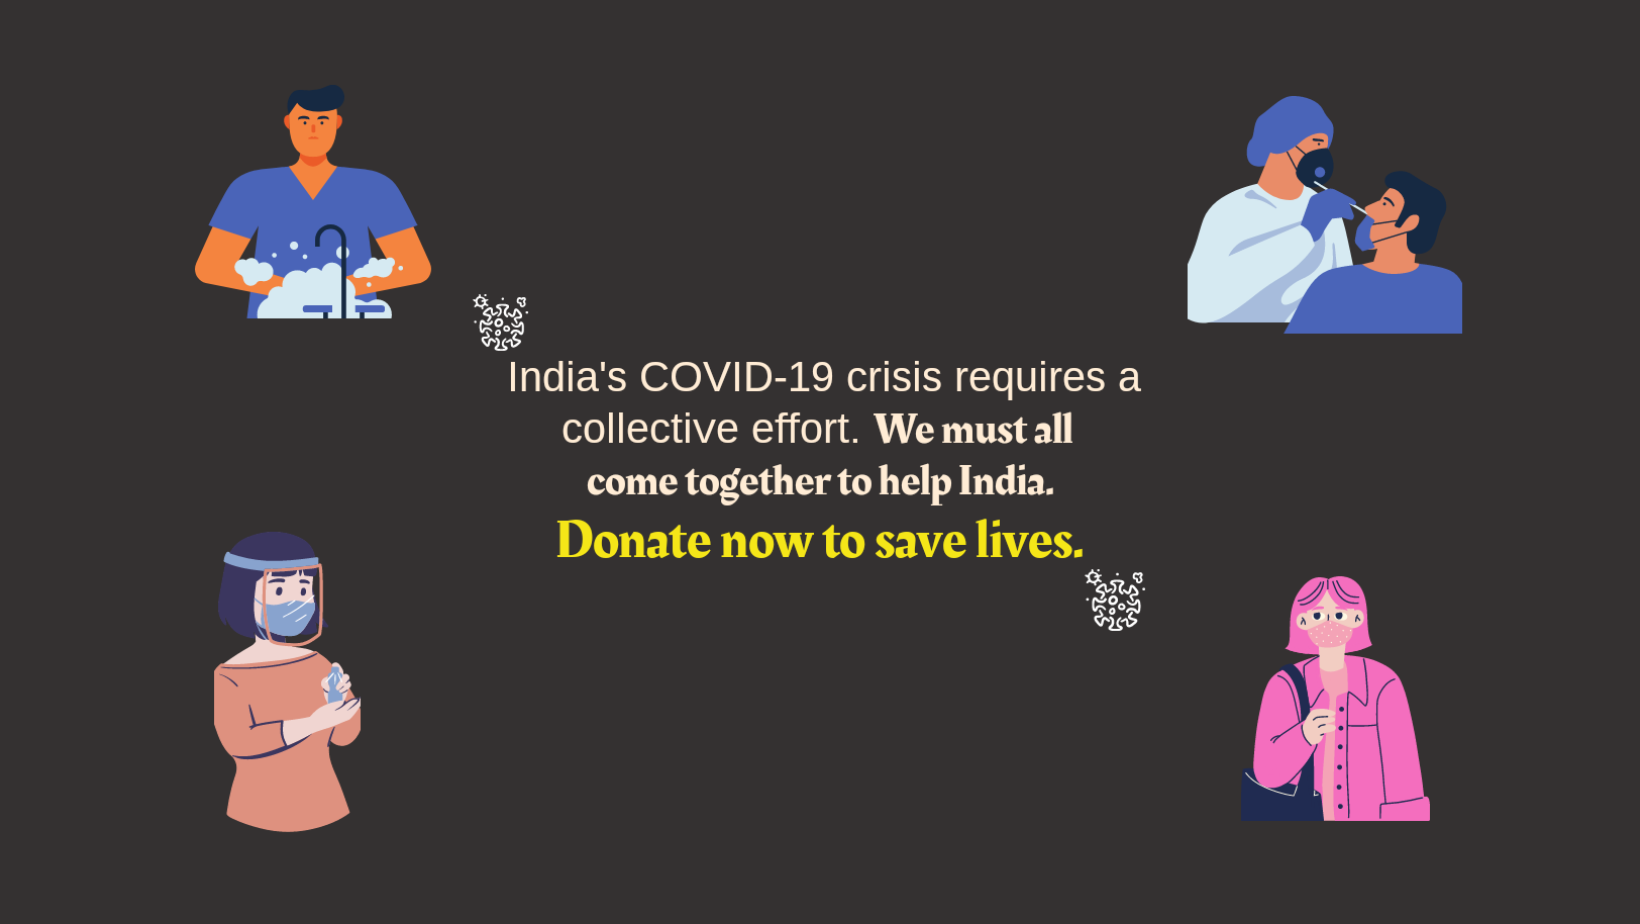 India's COVID-19 crisis requires a
collective effort. We must all
come together to help India.
Donate now to save lives.